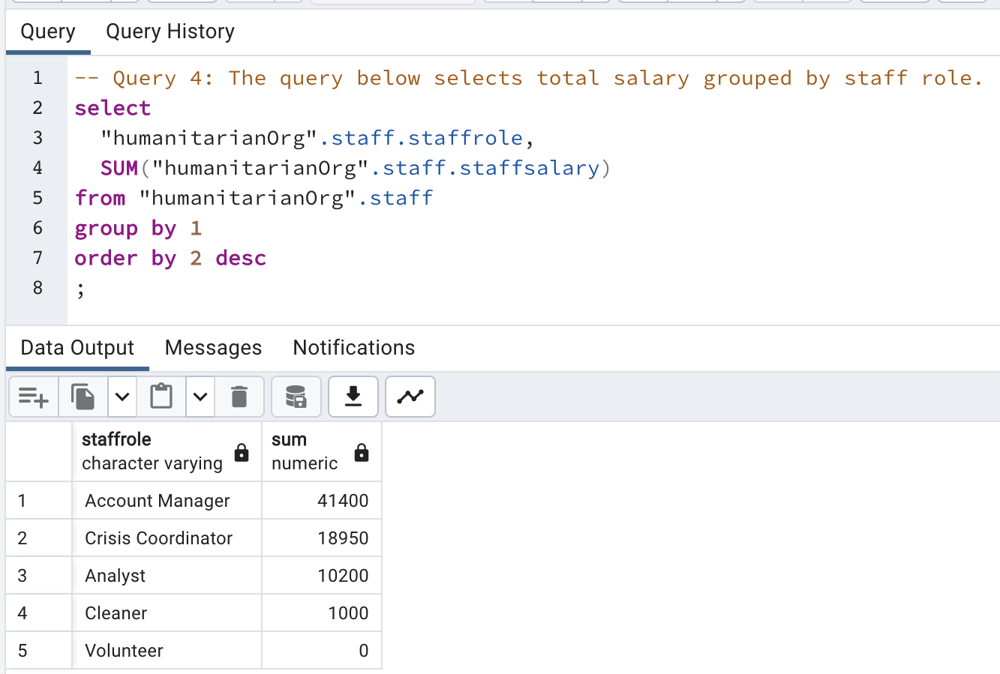 Query Query History
1 -- Query 4: The query below selects total salary grouped by staff role.
2 select
3 "humanitarianOrg".staff.staffrole,
4 SUM("humanitarianOrg".staff.staffsalary)
5 from "humanitarianOrg".staff
6 group by 1
7 order by 2 desc
8 ;
Data Output Messages Notifications
staffrole sum
character varying numeric
1 Account Manager 41400
2 Crisis Coordinator 18950
3 Analyst 10200
4 Cleaner 1000
5 Volunteer 0